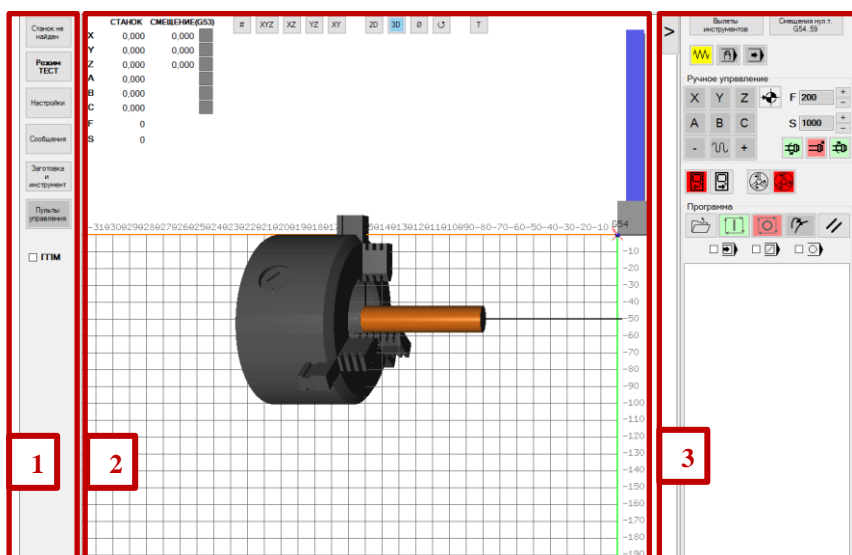 Станок не
найден
Режим
ТЕСТ
Настройки
Сообщения
Заготовка
и
инструмент
Пульты
управления
ГПМ
1
СТАНОК СМЕЩЕНИЕ(G53)
X 0,000 0,000
Y 0,000 0,000
Z 0,000 0,000
A 0,000
B 0,000
C 0,000
F 0
S 0
# XYZ XZ YZ XY 2D 3D Ø ↺ T
G54
-10
-20
-30
-40
-50
-60
-70
-80
-90
-100
-110
-120
-130
-140
-150
-160
-170
-180
-190
2
>
Вылеты
инструментов
Смещения нул.т.
G54..59
Ручное управление
X Y Z F 200 + -
A B C S 1000 + -
- +
Программа
3